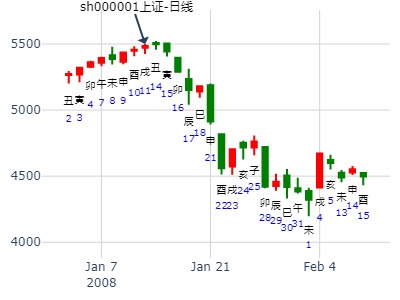 sh000001上证-日线
5500
5000
4500
4000
丑
2
寅
3
卯
4
午
7
未
8
申
9
酉
10
戌
11
丑
14
寅
15
卯
16
辰
17
巳
18
申
21
酉
22
戌
23
亥
24
子
25
卯
28
辰
29
巳
30
午
31
未
1
戌
4
亥
5
未
13
申
14
酉
15
Jan 7
2008
Jan 21
Feb 4